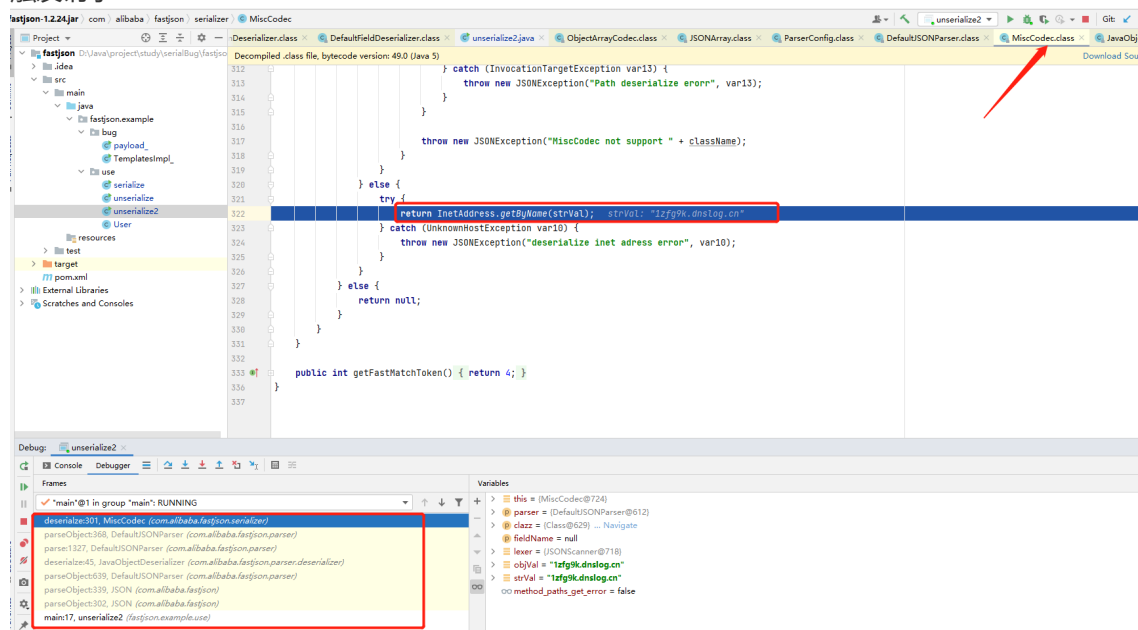 astjson-1.2.24.jar › com › alibaba › fastjson › serializer › MiscCodec
unserialize2
Git:
Project
Deserializer.class
DefaultFieldDeserializer.class
unserialize2.java
ObjectArrayCodec.class
JSONArray.class
ParserConfig.class
DefaultJSONParser.class
MiscCodec.class
JavaObj
fastjson D:\Java\project\study\serialBug\fastjso
.idea
src
main
java
fastjson.example
bug
payload_
TemplatesImpl_
use
serialize
unserialize
unserialize2
User
resources
test
target
pom.xml
External Libraries
Scratches and Consoles
Decompiled .class file, bytecode version: 49.0 (Java 5)
Download Sou
312 } catch (InvocationTargetException var13) {
313 throw new JSONException("Path deserialize erorr", var13);
314 }
315 }
316
317 throw new JSONException("MiscCodec not support " + className);
318 }
319 }
320 } else {
321 try {
322 return InetAddress.getByName(strVal); strVal: "1zfg9k.dnslog.cn"
323 } catch (UnknownHostException var10) {
324 throw new JSONException("deserialize inet adress error", var10);
325 }
326 }
327 } else {
328 return null;
329 }
330 }
331 }
332
333 public int getFastMatchToken() { return 4; }
336 }
337
Debug: unserialize2
Console Debugger
Frames
"main"@1 in group "main": RUNNING
deserialze:301, MiscCodec (com.alibaba.fastjson.serializer)
parseObject:368, DefaultJSONParser (com.alibaba.fastjson.parser)
parse:1327, DefaultJSONParser (com.alibaba.fastjson.parser)
deserialze:45, JavaObjectDeserializer (com.alibaba.fastjson.parser.deserializer)
parseObject:639, DefaultJSONParser (com.alibaba.fastjson.parser)
parseObject:339, JSON (com.alibaba.fastjson)
parseObject:302, JSON (com.alibaba.fastjson)
main:17, unserialize2 (fastjson.example.use)
Variables
this = {MiscCodec@724}
parser = {DefaultJSONParser@612}
clazz = {Class@629} ... Navigate
fieldName = null
lexer = {JSONScanner@718}
objVal = "1zfg9k.dnslog.cn"
strVal = "1zfg9k.dnslog.cn"
method_paths_get_error = false